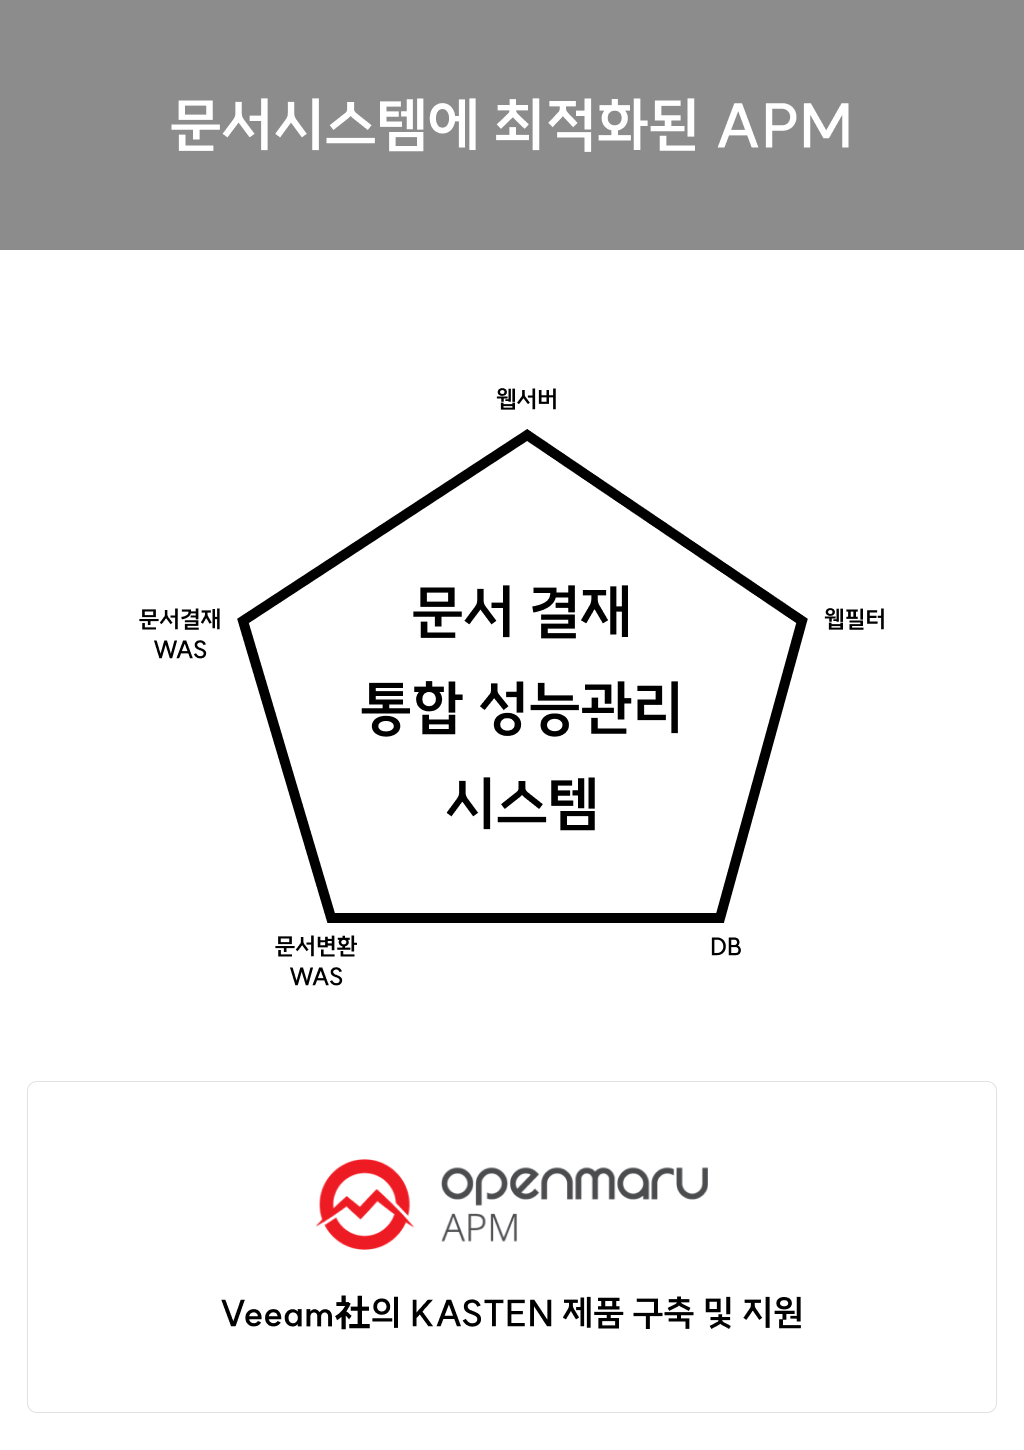 문서시스템에 최적화된 APM
웹서버
문서결재
WAS
웹필터
문서 결재
통합 성능관리
시스템
문서변환
WAS
DB
openmaru
APM
Veeam社의 KASTEN 제품 구축 및 지원